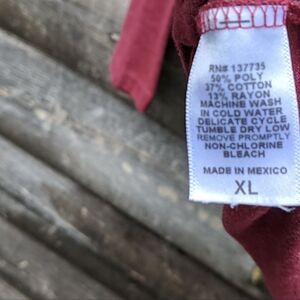 RN# 137735
50% POLY
37% COTTON
13% RAYON
MACHINE WASH
IN COLD WATER
DELICATE CYCLE
TUMBLE DRY LOW
REMOVE PROMPTLY
NON-CHLORINE
BLEACH
MADE IN MEXICO
XL